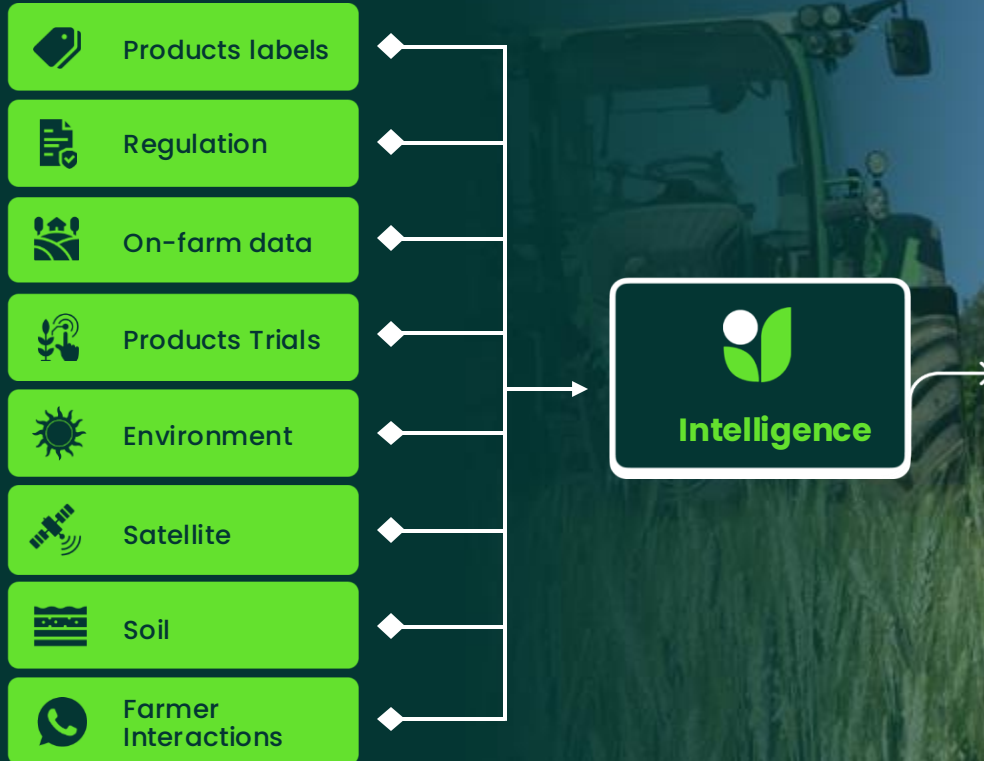 Products labels
Regulation
On-farm data
Products Trials
Environment
Satellite
Soil
Farmer
Interactions
Intelligence